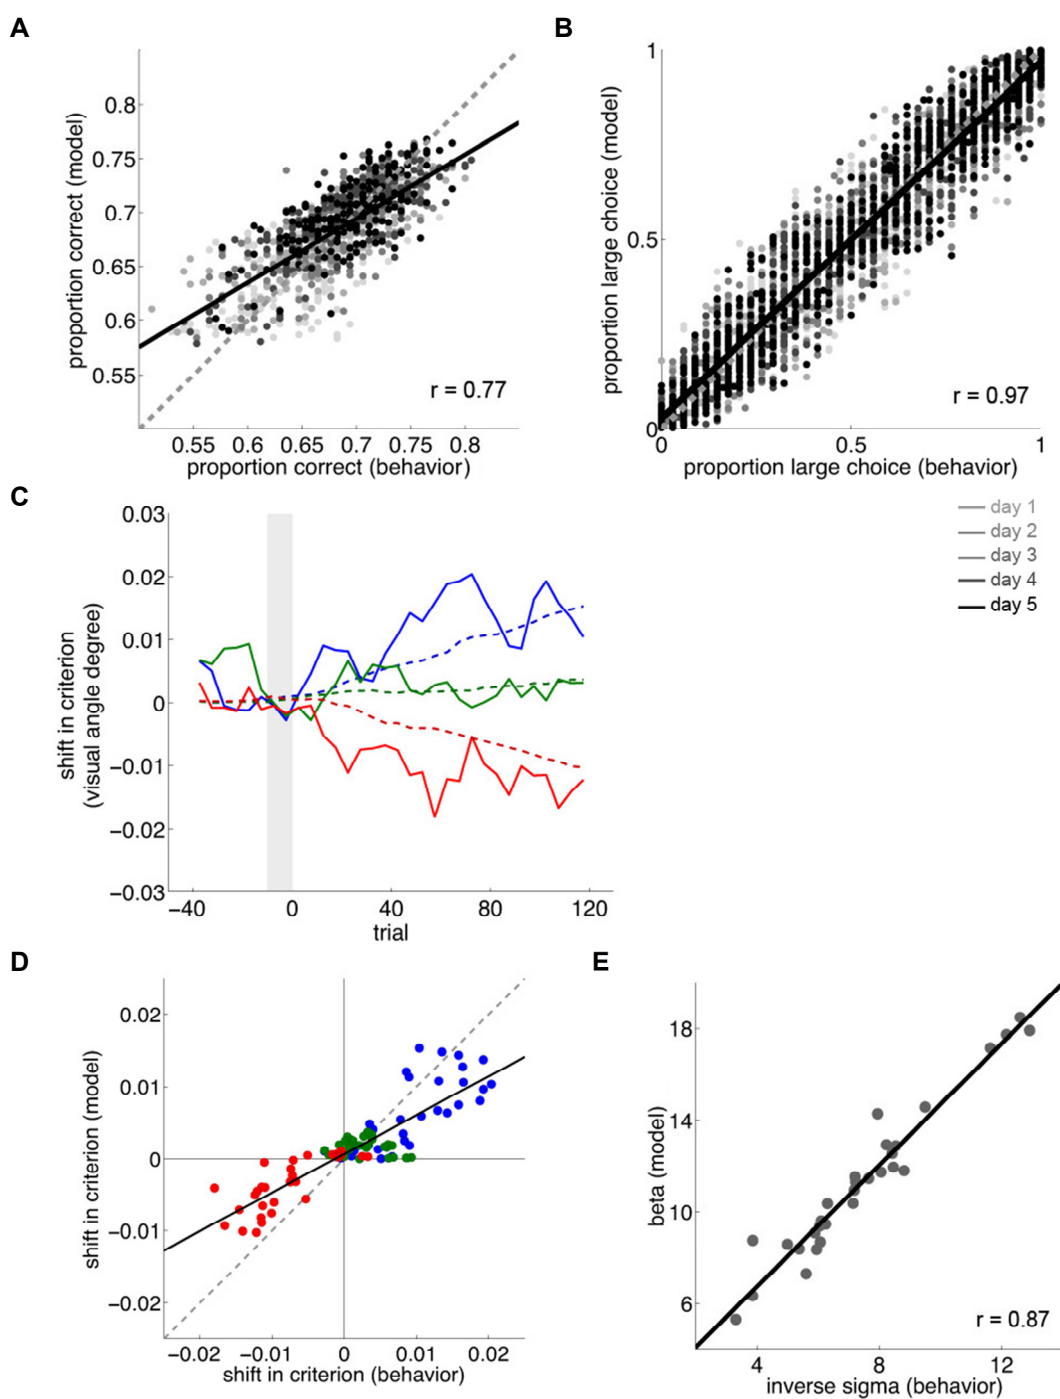 A
B
0.8
0.75
0.7
0.65
0.6
0.55
proportion correct (model)
r = 0.77
0.55 0.6 0.65 0.7 0.75 0.8
proportion correct (behavior)
1
0.5
0
proportion large choice (model)
r = 0.97
0 0.5 1
proportion large choice (behavior)
C
0.03
0.02
0.01
0
−0.01
−0.02
−0.03
shift in criterion
(visual angle degree)
−40 0 40 80 120
trial
day 1
day 2
day 3
day 4
day 5
D
0.02
0.01
0
−0.01
−0.02
shift in criterion (model)
−0.02 −0.01 0 0.01 0.02
shift in criterion (behavior)
E
18
14
10
6
beta (model)
r = 0.87
4 8 12
inverse sigma (behavior)